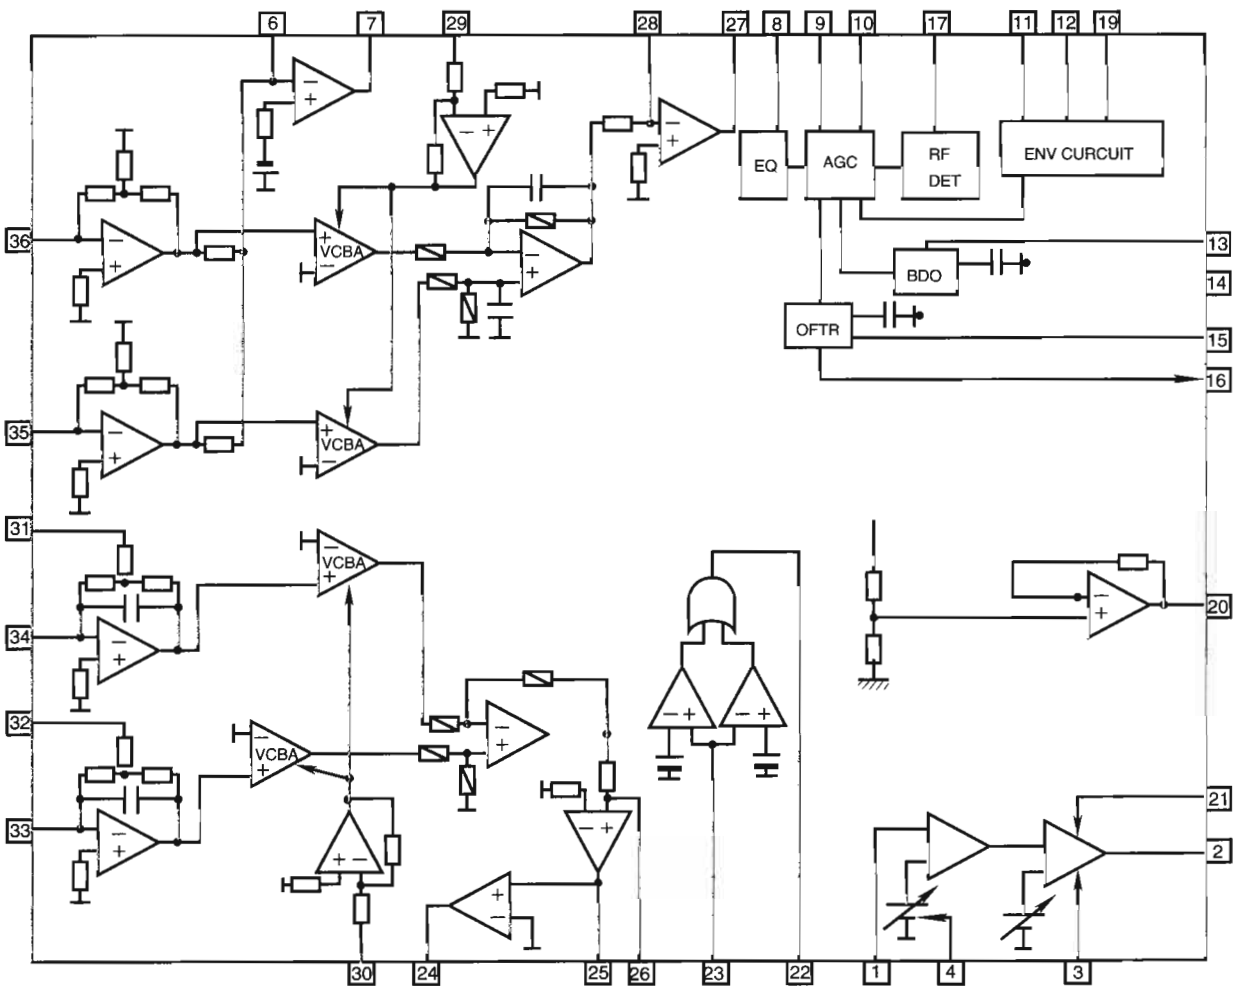 6 7 29 28 27 8 9 10 17 11 12 19
EQ
AGC
RF
DET
ENV CURCUIT
36
− +
− +
− +
− +
− +
+ −
VCBA
− +
BDO
13
14
OFTR
15
16
35
− +
+ −
VCBA
31
− +
VCBA
34
− +
32
− +
VCBA
− +
33
− +
+ −
− +
− +
− +
− +
20
21
2
+ −
30 24 25 26 23 22 1 4 3